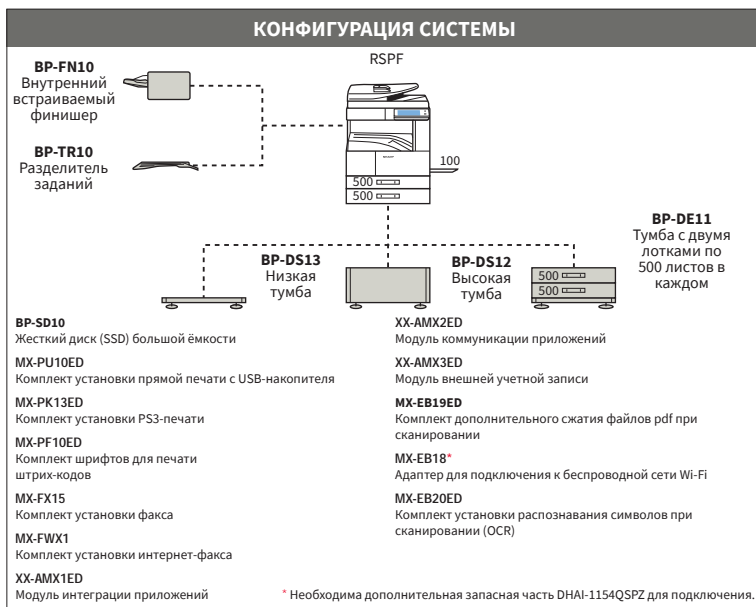 КОНФИГУРАЦИЯ СИСТЕМЫ
RSPF
BP-FN10
Внутренний
встраиваемый
финишер
BP-TR10
Разделитель
заданий
100
500
500
BP-DS13
Низкая
тумба
BP-DS12
Высокая
тумба
500
500
BP-DE11
Тумба с двумя
лотками по
500 листов в
каждом
BP-SD10
Жесткий диск (SSD) большой ёмкости
MX-PU10ED
Комплект установки прямой печати с USB-накопителя
MX-PK13ED
Комплект установки PS3-печати
MX-PF10ED
Комплект шрифтов для печати
штрих-кодов
MX-FX15
Комплект установки факса
MX-FWX1
Комплект установки интернет-факса
XX-AMX1ED
Модуль интеграции приложений
XX-AMX2ED
Модуль коммуникации приложений
XX-AMX3ED
Модуль внешней учетной записи
MX-EB19ED
Комплект дополнительного сжатия файлов pdf при
сканировании
MX-EB18*
Адаптер для подключения к беспроводной сети Wi-Fi
MX-EB20ED
Комплект установки распознавания символов при
сканировании (OCR)
* Необходима дополнительная запасная часть DHAI-1154QSPZ для подключения.